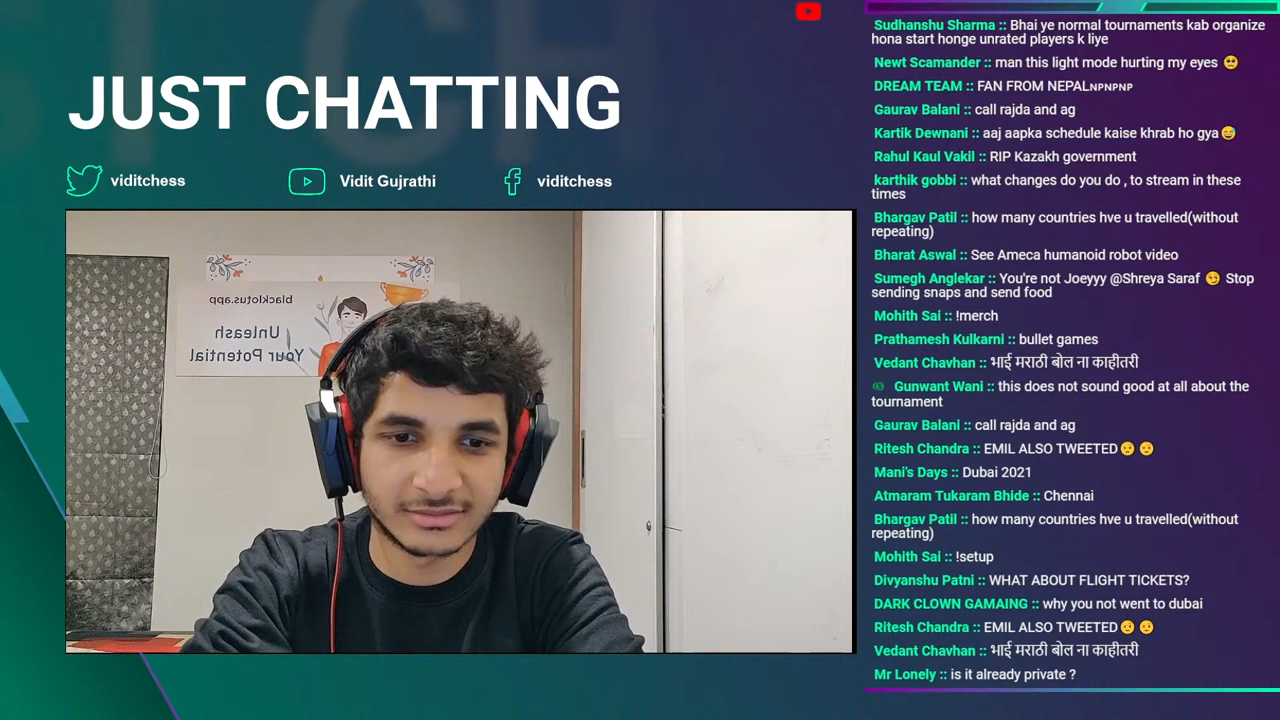 JUST CHATTING
viditchess
Vidit Gujrathi
viditchess
blacklotus.app
Unleash
Your Potential
Sudhanshu Sharma :: Bhai ye normal tournaments kab organize
hona start honge unrated players k liye
Newt Scamander :: man this light mode hurting my eyes 🥺
DREAM TEAM :: FAN FROM NEPALNPNPNP
Gaurav Balani :: call rajda and ag
Kartik Dewnani :: aaj aapka schedule kaise khrab ho gya😅
Rahul Kaul Vakil :: RIP Kazakh government
karthik gobbi :: what changes do you do , to stream in these
times
Bhargav Patil :: how many countries hve u travelled(without
repeating)
Bharat Aswal :: See Ameca humanoid robot video
Sumegh Anglekar :: You're not Joeyyy @Shreya Saraf 😏 Stop
sending snaps and send food
Mohith Sai :: !merch
Prathamesh Kulkarni :: bullet games
Vedant Chavhan :: भाई मराठी बोल ना काहीतरी
Gunwant Wani :: this does not sound good at all about the
tournament
Gaurav Balani :: call rajda and ag
Ritesh Chandra :: EMIL ALSO TWEETED😢😢
Mani's Days :: Dubai 2021
Atmaram Tukaram Bhide :: Chennai
Bhargav Patil :: how many countries hve u travelled(without
repeating)
Mohith Sai :: !setup
Divyanshu Patni :: WHAT ABOUT FLIGHT TICKETS?
DARK CLOWN GAMAING :: why you not went to dubai
Ritesh Chandra :: EMIL ALSO TWEETED😢😢
Vedant Chavhan :: भाई मराठी बोल ना काहीतरी
Mr Lonely :: is it already private ?